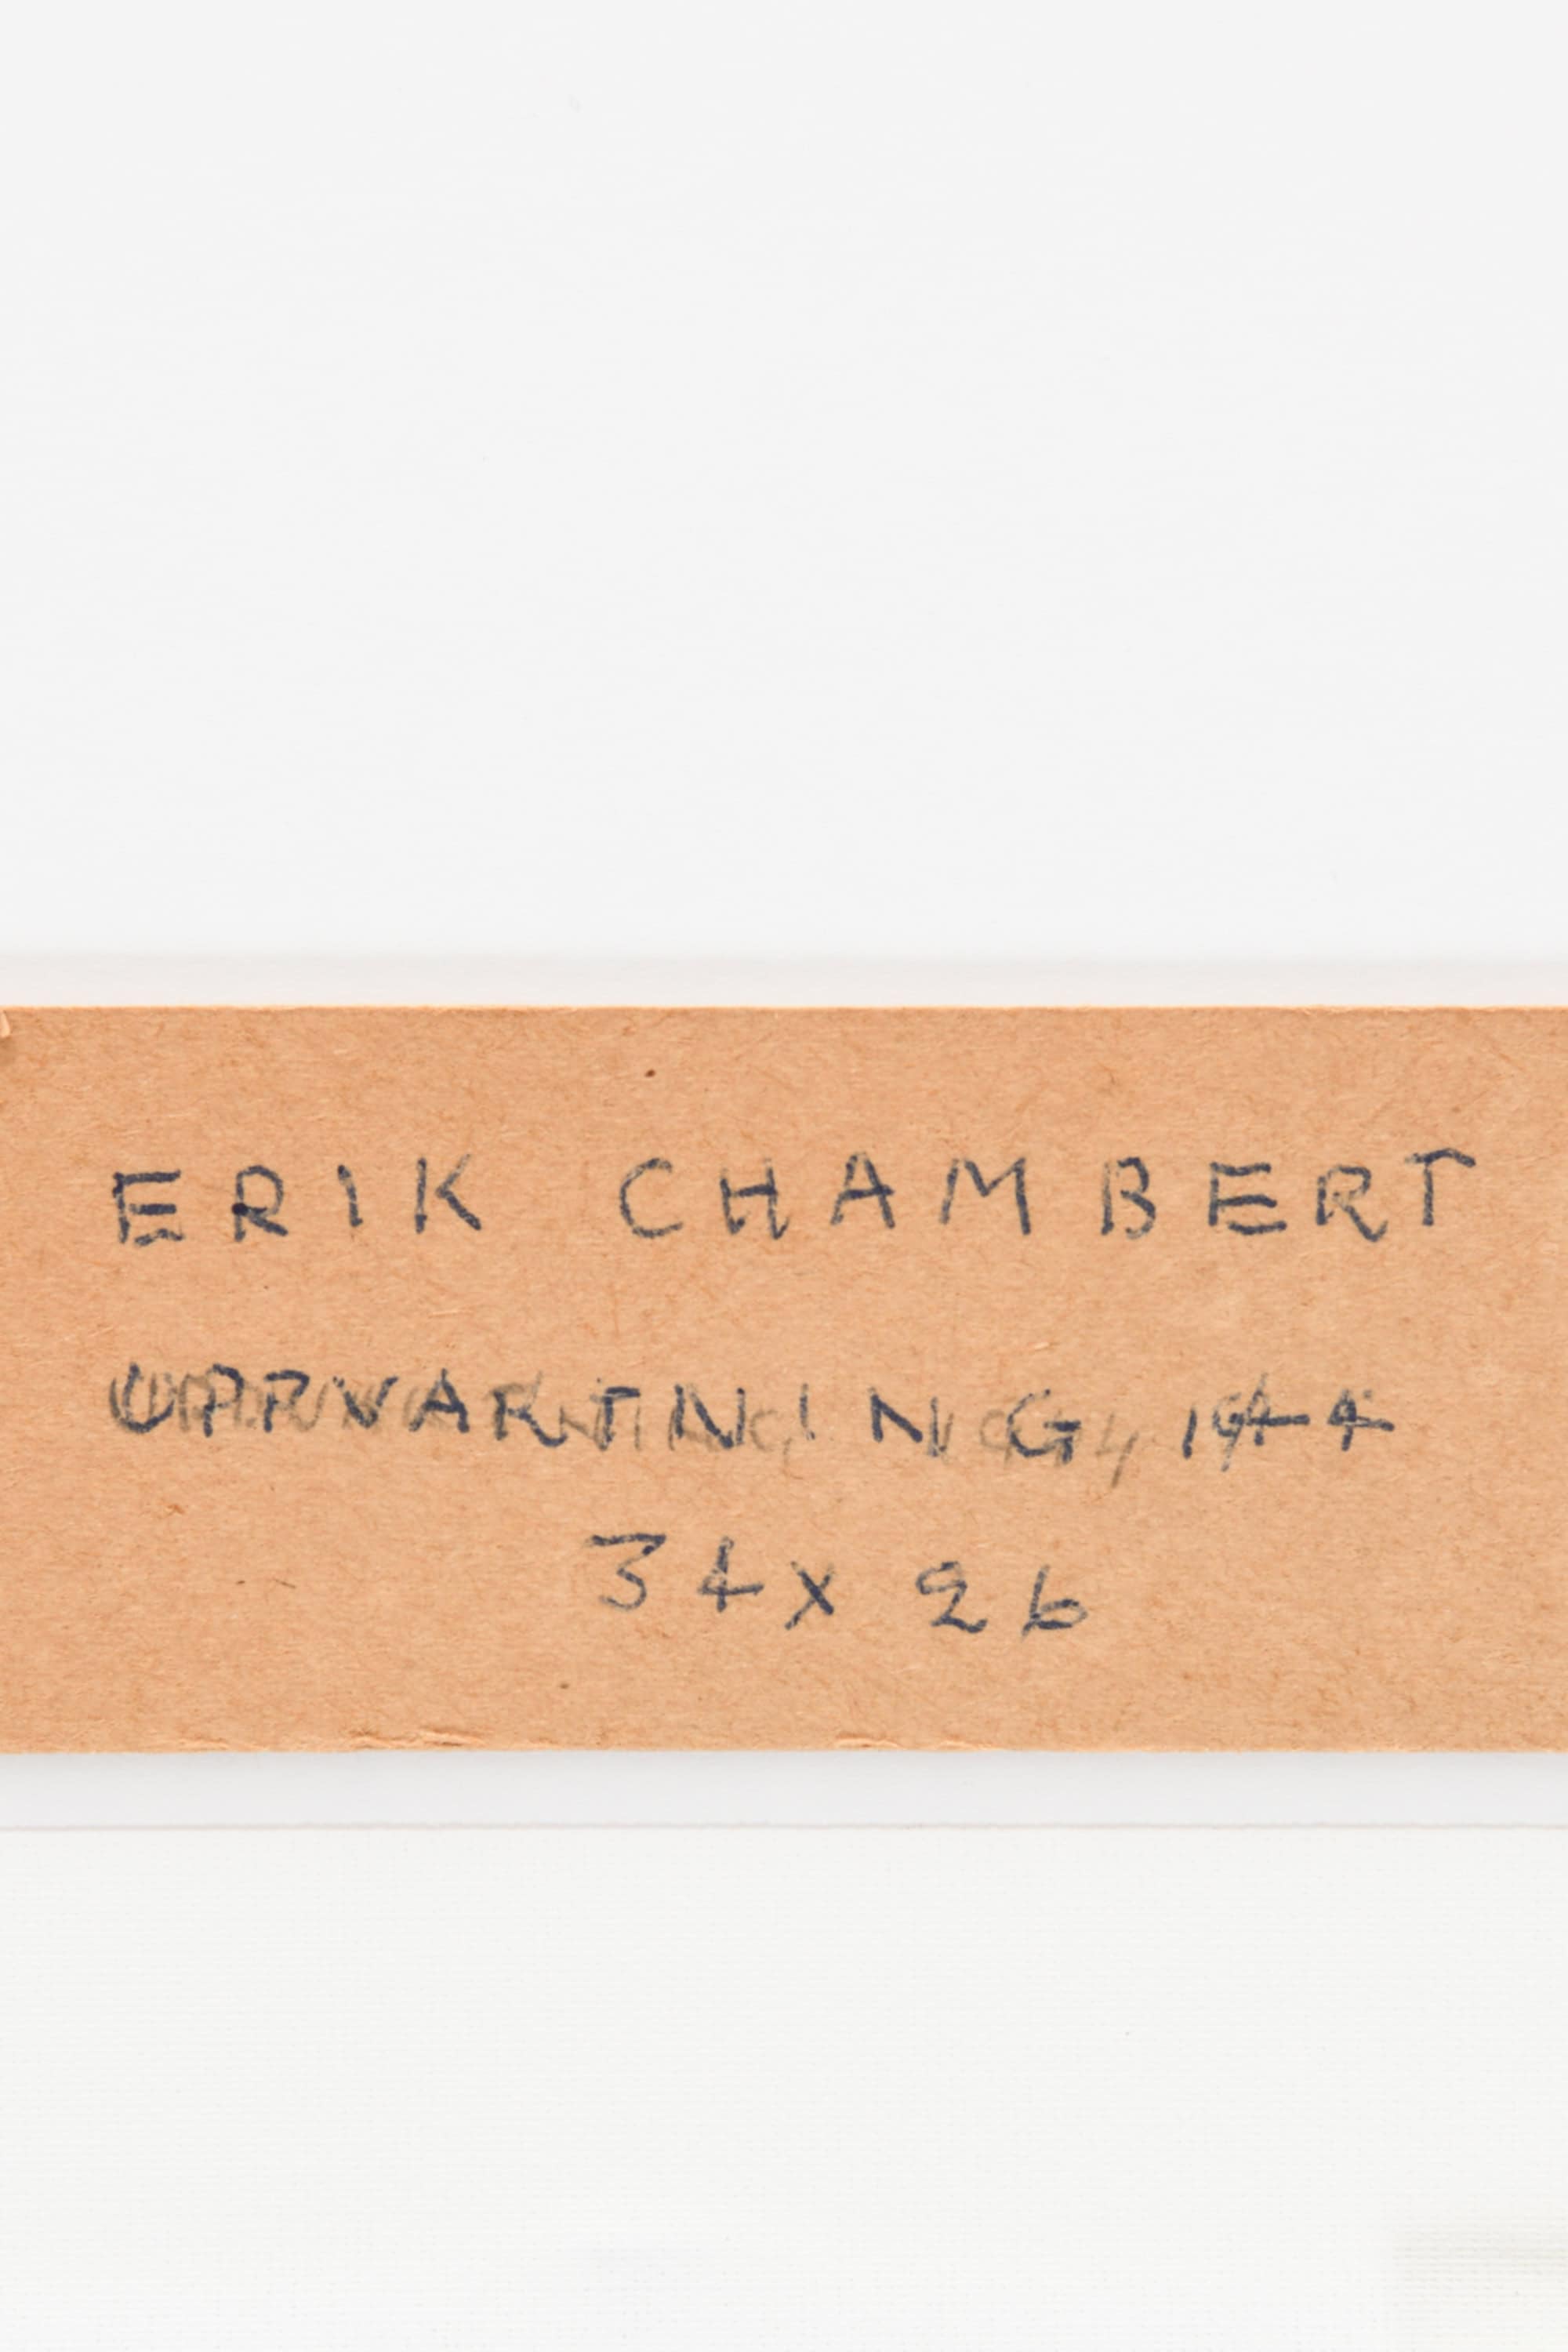 ERIK CHAMBERT
UPPVARTNING, 1944
34 x 26